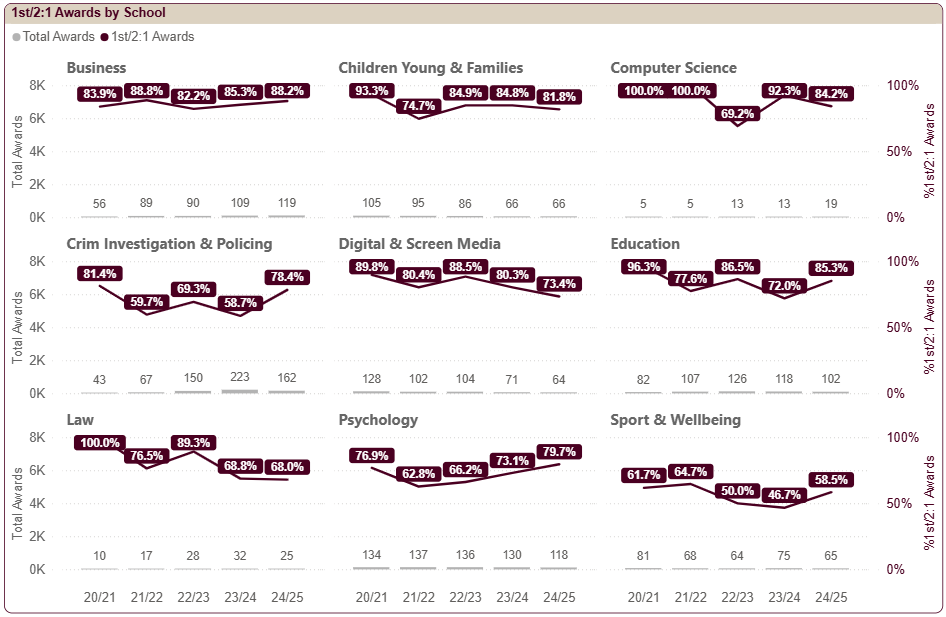 1st/2:1 Awards by School
Total Awards 1st/2:1 Awards
Business Children Young & Families Computer Science
8K 83.9% 88.8% 82.2% 85.3% 88.2% 93.3% 74.7% 84.9% 84.8% 81.8% 100.0% 100.0% 69.2% 92.3% 84.2% 100%
6K
Total Awards
4K 50%
%1st/2:1 Awards
2K
56 89 90 109 119 105 95 86 66 66 5 5 13 13 19
0K 0%
Crim Investigation & Policing Digital & Screen Media Education
8K 81.4% 59.7% 69.3% 58.7% 78.4% 89.8% 80.4% 88.5% 80.3% 73.4% 96.3% 77.6% 86.5% 72.0% 85.3% 100%
6K
Total Awards
4K 50%
%1st/2:1 Awards
2K
43 67 150 223 162 128 102 104 71 64 82 107 126 118 102
0K 0%
Law Psychology Sport & Wellbeing
8K 100.0% 76.5% 89.3% 68.8% 68.0% 76.9% 62.8% 66.2% 73.1% 79.7% 61.7% 64.7% 50.0% 46.7% 58.5% 100%
6K
Total Awards
4K 50%
%1st/2:1 Awards
2K
10 17 28 32 25 134 137 136 130 118 81 68 64 75 65
0K 0%
20/21 21/22 22/23 23/24 24/25 20/21 21/22 22/23 23/24 24/25 20/21 21/22 22/23 23/24 24/25